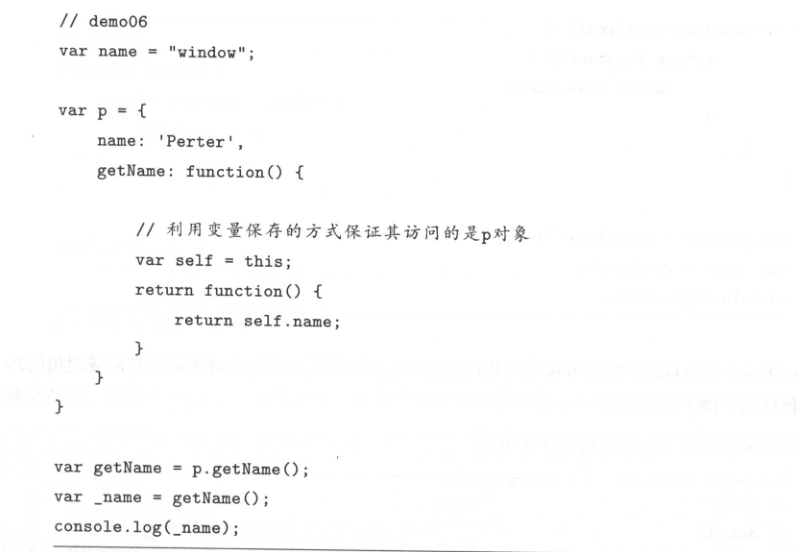 // demo06
var name = "window";
var p = {
    name: 'Perter',
    getName: function() {
        // 利用变量保存的方式保证其访问的是p对象
        var self = this;
        return function() {
            return self.name;
        }
    }
}
var getName = p.getName();
var _name = getName();
console.log(_name);